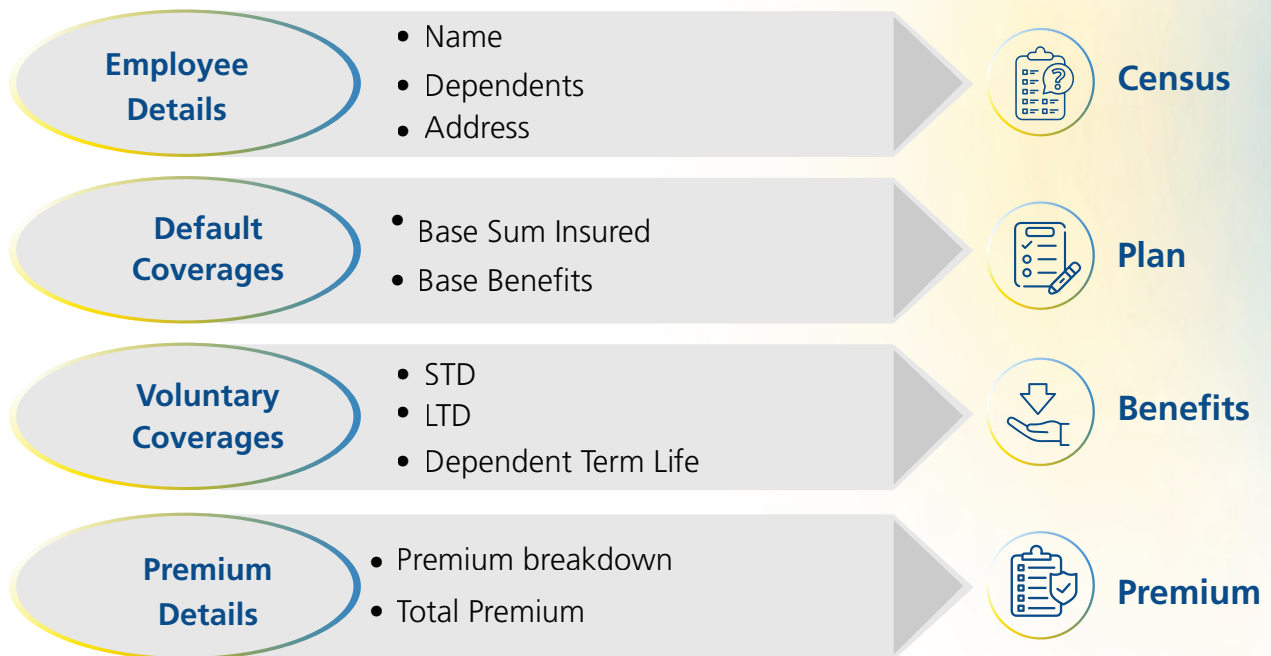 Employee
Details
• Name
• Dependents
• Address
Census
Default
Coverages
• Base Sum Insured
• Base Benefits
Plan
Voluntary
Coverages
• STD
• LTD
• Dependent Term Life
Benefits
Premium
Details
• Premium breakdown
• Total Premium
Premium